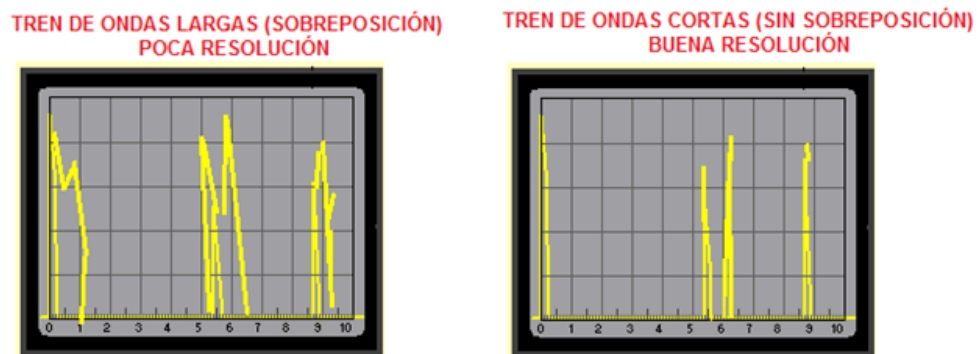 TREN DE ONDAS LARGAS (SOBREPOSICIÓN)
POCA RESOLUCIÓN
0 1 2 3 4 5 6 7 8 9 10
TREN DE ONDAS CORTAS (SIN SOBREPOSICIÓN)
BUENA RESOLUCIÓN
0 1 2 3 4 5 6 7 8 9 10